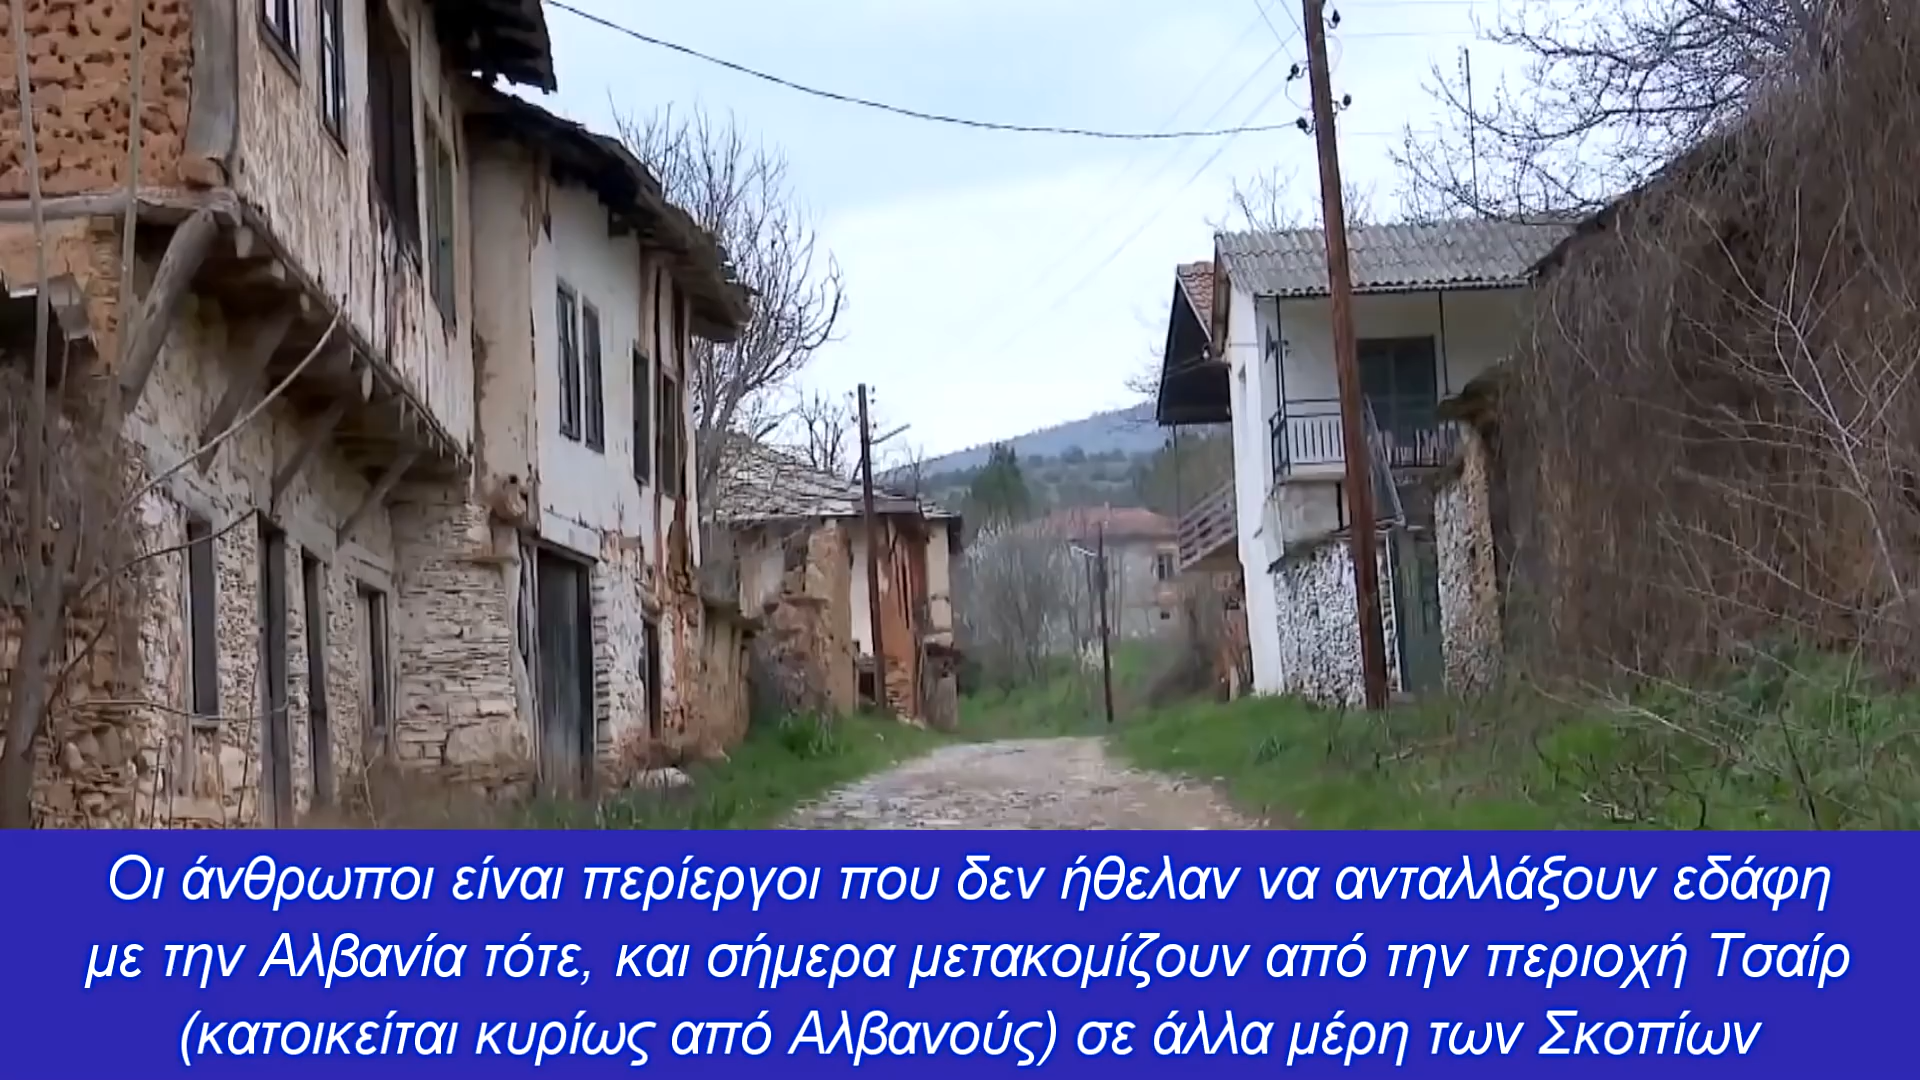 Οι άνθρωποι είναι περίεργοι που δεν ήθελαν να ανταλλάξουν εδάφη
με την Αλβανία τότε, και σήμερα μετακομίζουν από την περιοχή Τσαίρ
(κατοικείται κυρίως από Αλβανούς) σε άλλα μέρη των Σκοπίων